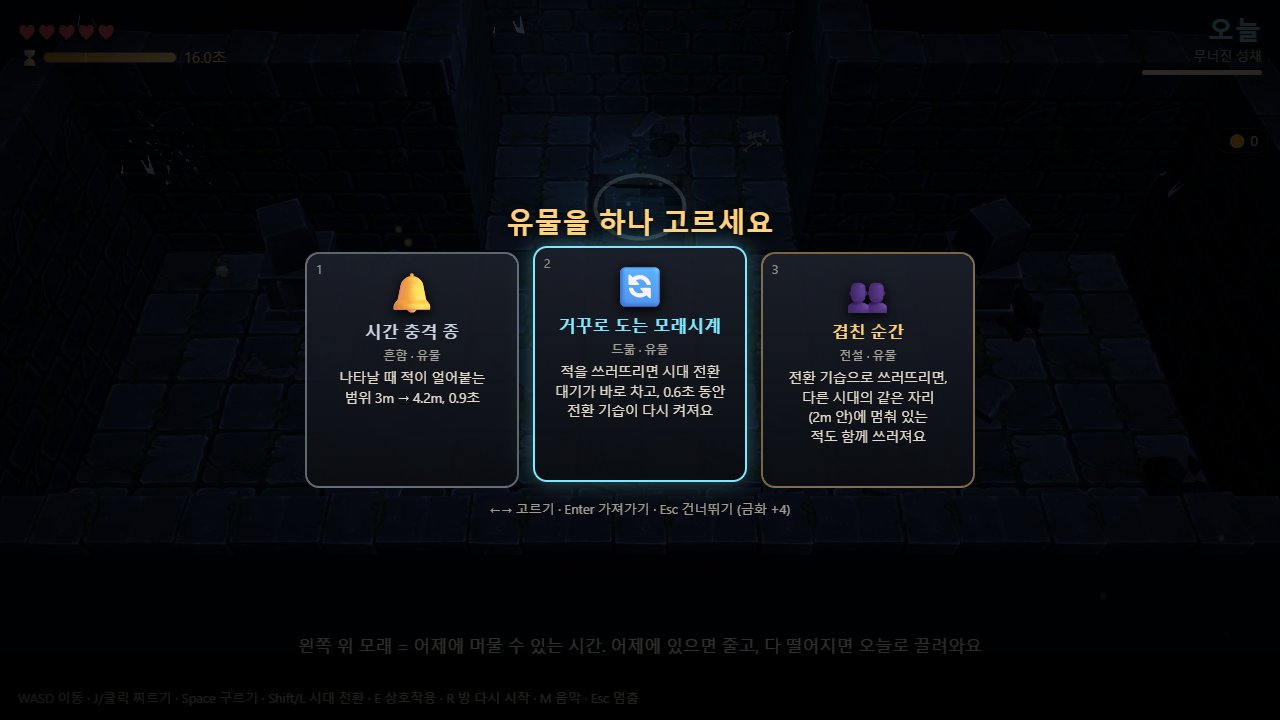 16.0초
오늘
무너진 성채
0
유물을 하나 고르세요
1
시간 충격 종
흔함 · 유물
나타날 때 적이 얼어붙는
범위 3m → 4.2m, 0.9초
2
거꾸로 도는 모래시계
드묾 · 유물
적을 쓰러뜨리면 시대 전환
대기가 바로 차고, 0.6초 동안
전환 기습이 다시 켜져요
3
겹친 순간
전설 · 유물
전환 기습으로 쓰러뜨리면,
다른 시대의 같은 자리
(2m 안)에 멈춰 있는
적도 함께 쓰러져요
←→ 고르기 · Enter 가져가기 · Esc 건너뛰기 (금화 +4)
왼쪽 위 모래 = 어제에 머물 수 있는 시간. 어제에 있으면 줄고, 다 떨어지면 오늘로 끌려와요
WASD 이동 · J/클릭 찌르기 · Space 구르기 · Shift/L 시대 전환 · E 상호작용 · R 방 다시 시작 · M 음악 · Esc 멈춤